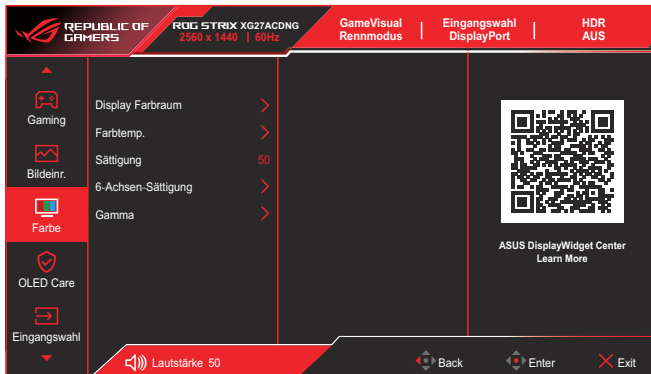 REPUBLIC OF
GAMERS
ROG STRIX XG27ACDNG
2560 x 1440 | 60Hz
GameVisual
Rennmodus
Eingangswahl
DisplayPort
HDR
AUS
Gaming
Bildeinr.
Farbe
OLED Care
Eingangswahl
Display Farbraum
Farbtemp.
Sättigung 50
6-Achsen-Sättigung
Gamma
ASUS DisplayWidget Center
Learn More
Lautstärke 50
Back
Enter
Exit